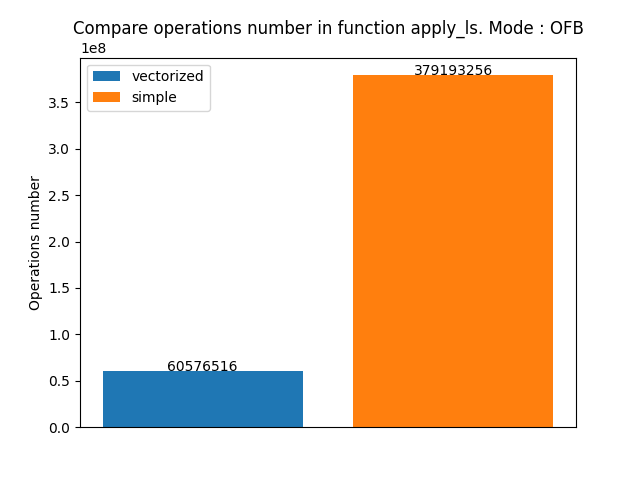 Compare operations number in function apply_ls. Mode : OFB
1e8
vectorized
simple
379193256
60576516
Operations number
3.5
3.0
2.5
2.0
1.5
1.0
0.5
0.0